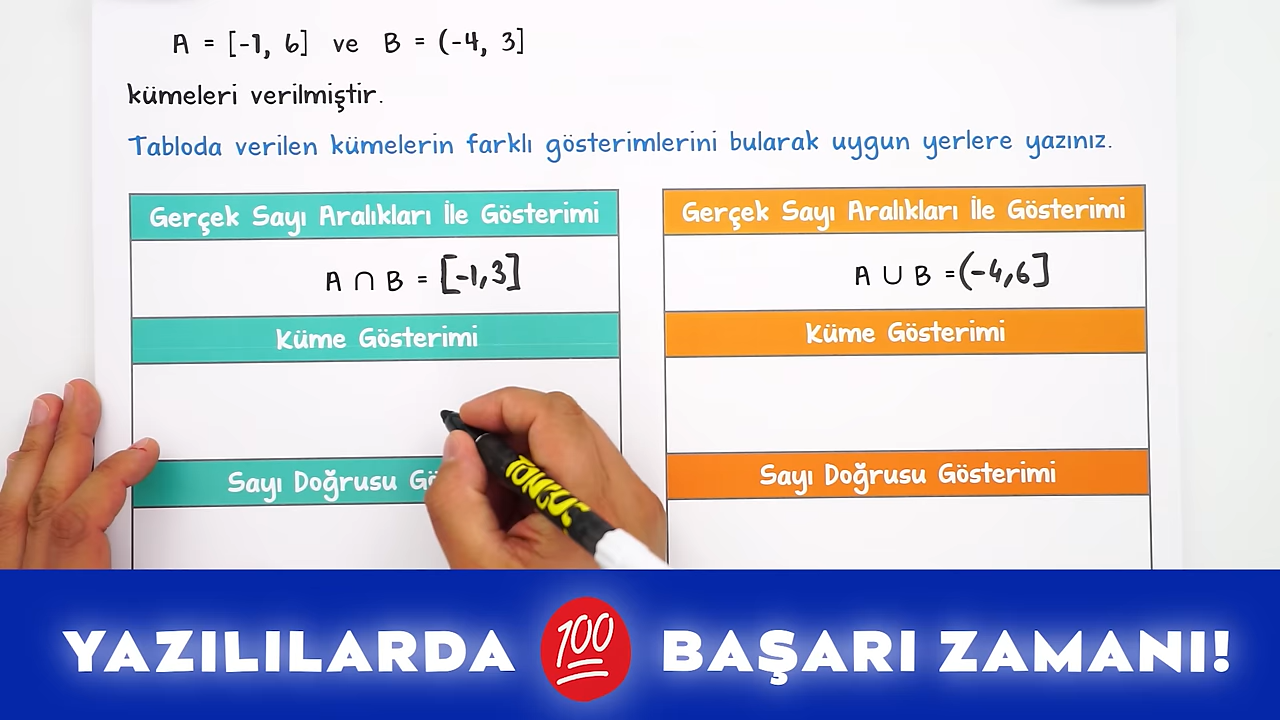 A = [-1, 6] ve B = (-4, 3]
kümeleri verilmiştir.
Tabloda verilen kümelerin farklı gösterimlerini bularak uygun yerlere yazınız.
Gerçek Sayı Aralıkları İle Gösterimi
A ∩ B = [-1,3]
Küme Gösterimi
Sayı Doğrusu Gö
Gerçek Sayı Aralıkları İle Gösterimi
A ∪ B = (-4,6]
Küme Gösterimi
Sayı Doğrusu Gösterimi
YAZILILARDA 100 BAŞARI ZAMANI!